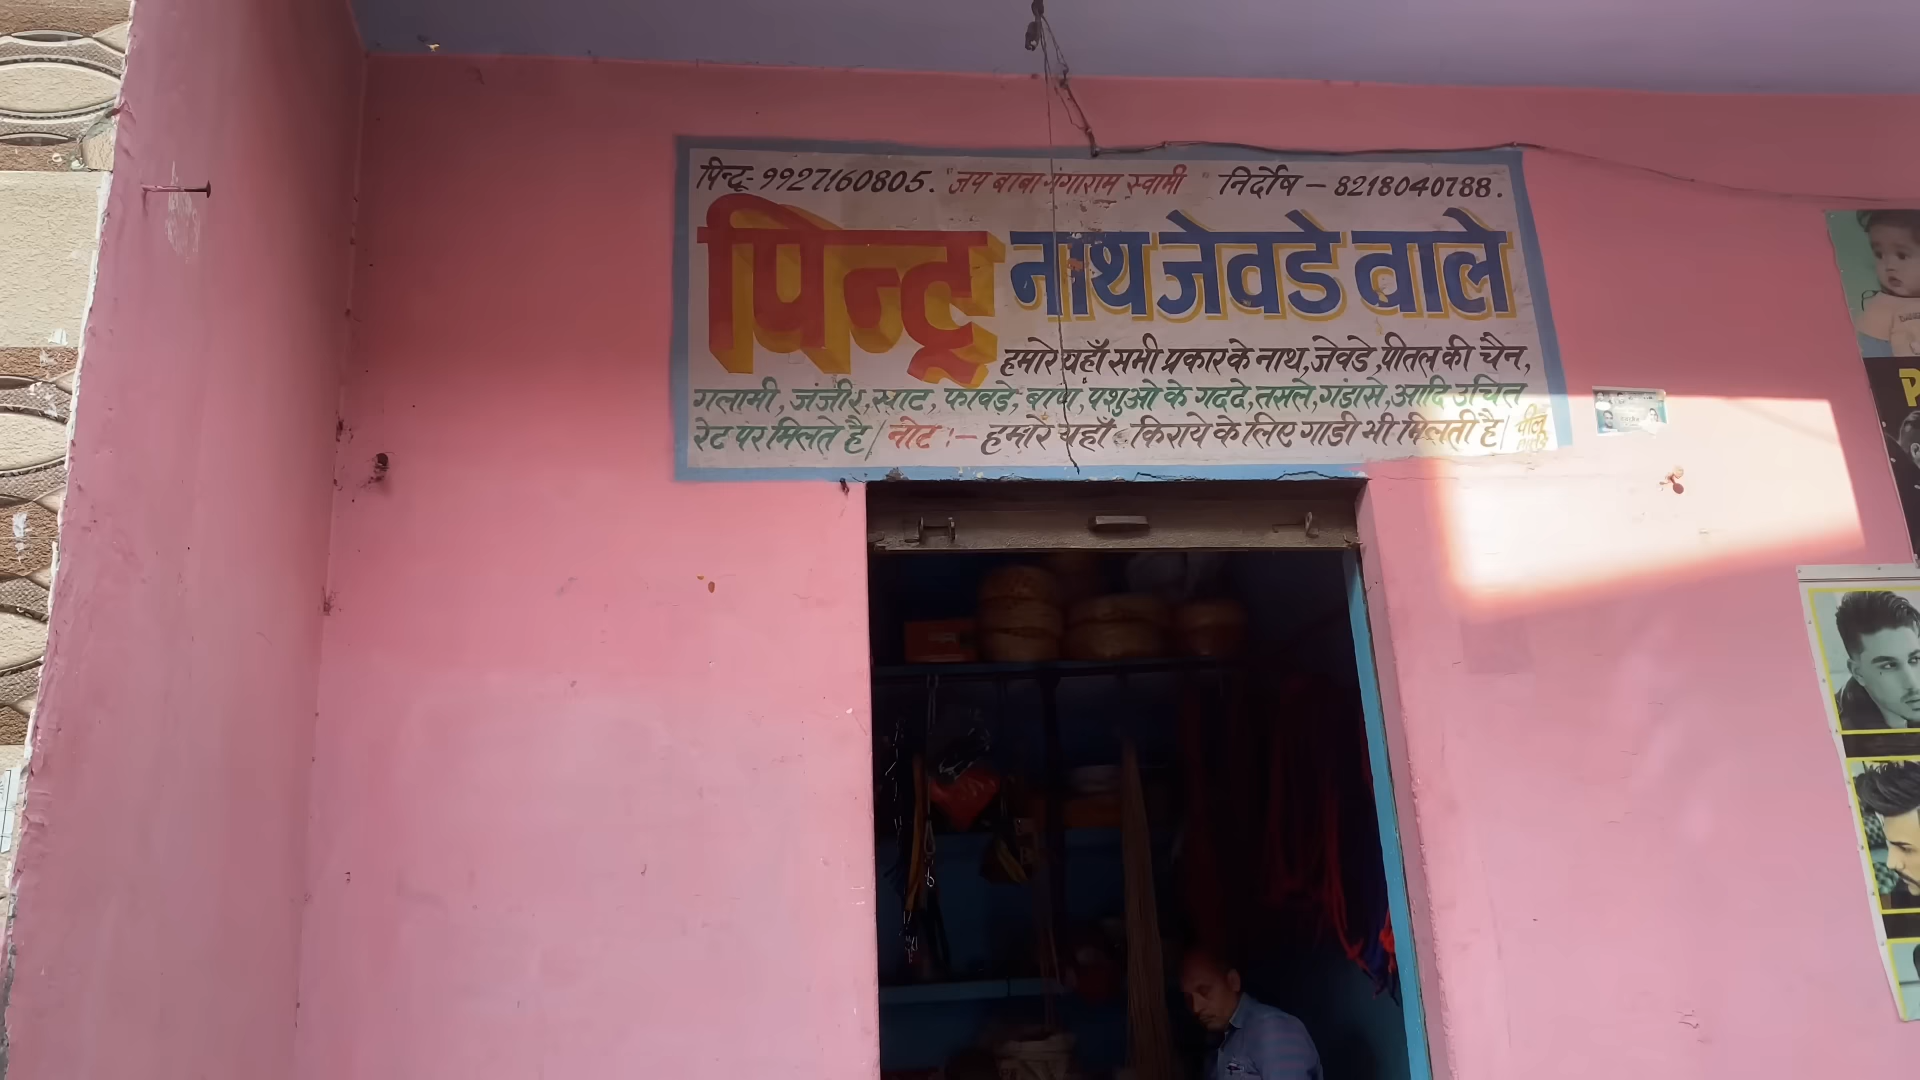 पिन्टू:- 9927160805. "जय बाबा गंगाराम स्वामी" निर्दोष – 8218040788.
पिन्टू नाथ जेवडे वाले
हमारे यहाँ सभी प्रकार के नाथ, जेवडे, पीतल की चैन,
गलामी, जंजीर, खाट, फावड़े, बाण, पशुओ के गददे, तसले, गंडासे, आदि उचित
रेट पर मिलते है / नोट :– हमारे यहाँ किराये के लिए गाडी भी मिलती है /